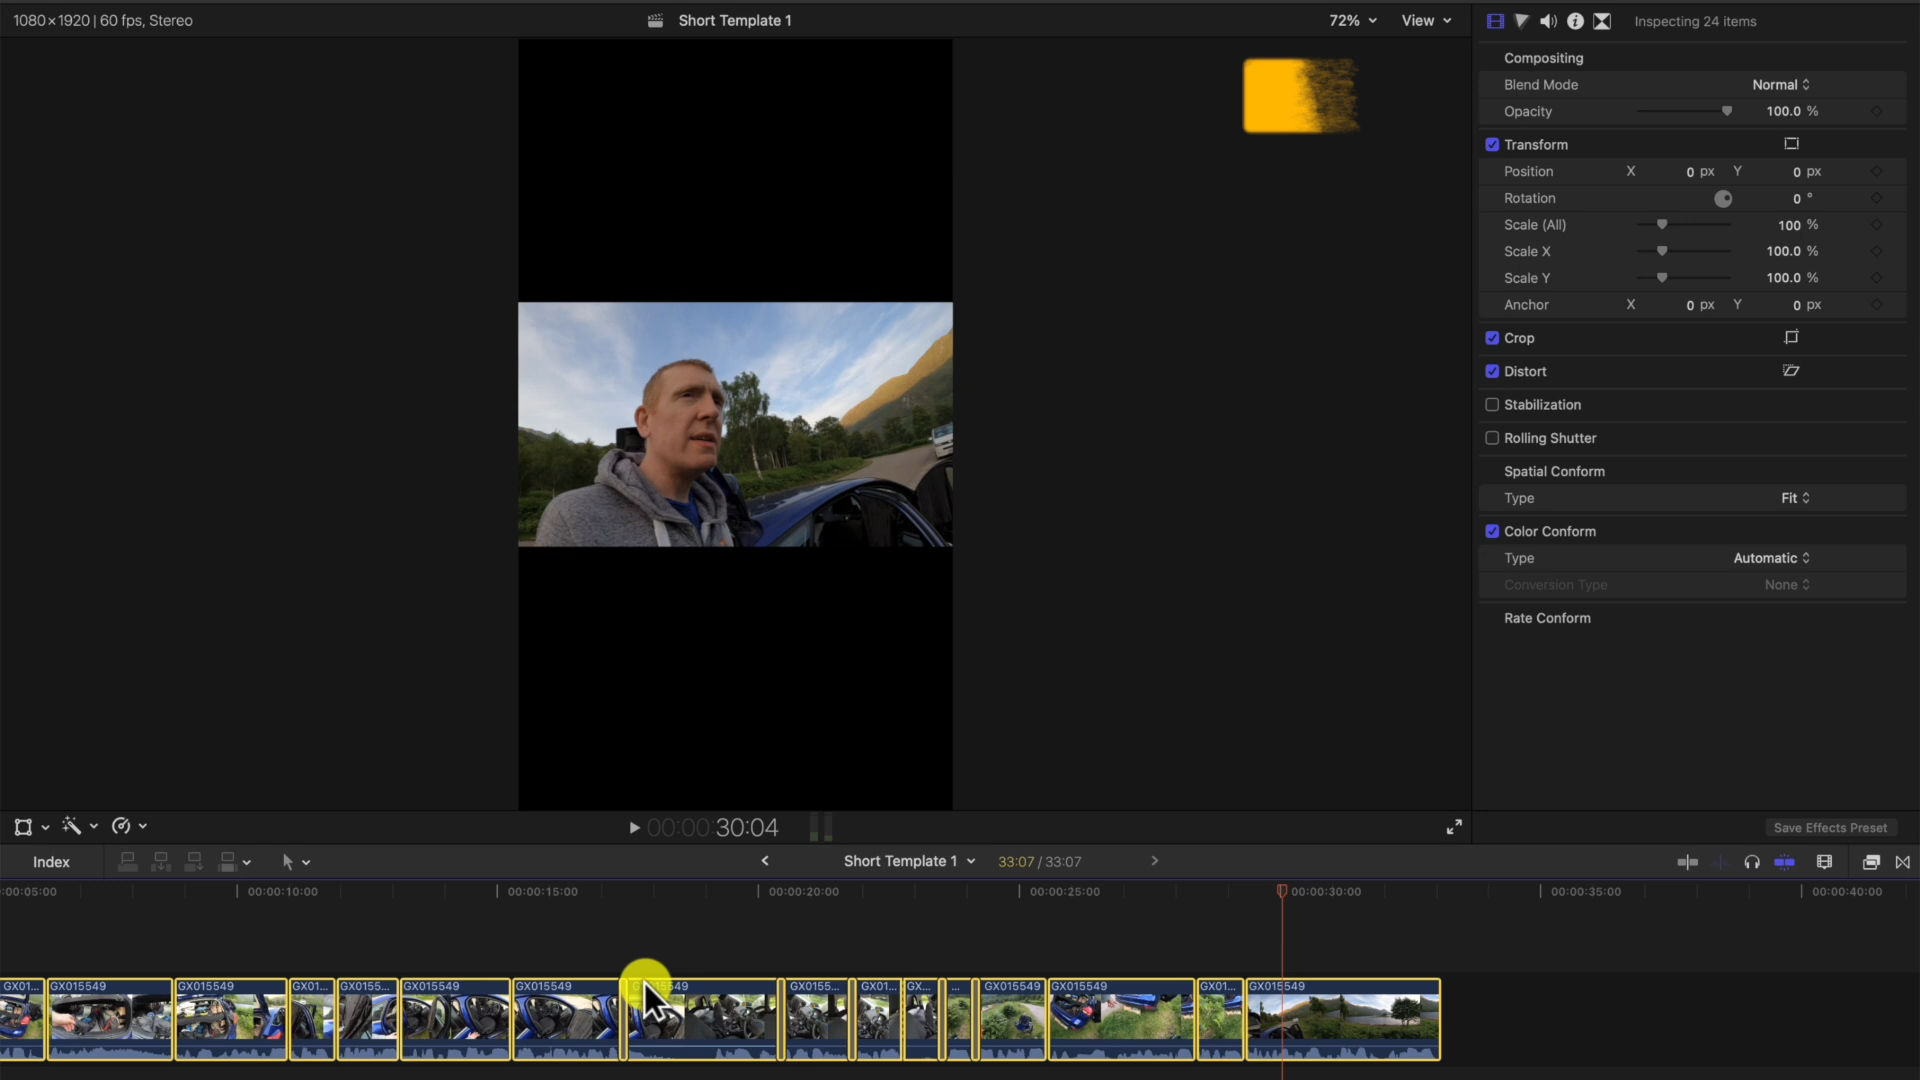 1080×1920 | 60 fps, Stereo
Short Template 1
72%
View
Inspecting 24 items
Compositing
Blend Mode Normal
Opacity 100.0 %
Transform
Position X 0 px Y 0 px
Rotation 0 °
Scale (All) 100 %
Scale X 100.0 %
Scale Y 100.0 %
Anchor X 0 px Y 0 px
Crop
Distort
Stabilization
Rolling Shutter
Spatial Conform
Type Fit
Color Conform
Type Automatic
Conversion Type None
Rate Conform
00:00:30:04
Save Effects Preset
Index
Short Template 1 33:07 / 33:07
:00:05:00 00:00:10:00 00:00:15:00 00:00:20:00 00:00:25:00 00:00:30:00 00:00:35:00 00:00:40:00
GX01... GX015549 GX015549 GX01... GX0155... GX015549 GX015549 GX015549 GX0155... GX01... GX... ... GX015549 GX015549 GX01... GX015549